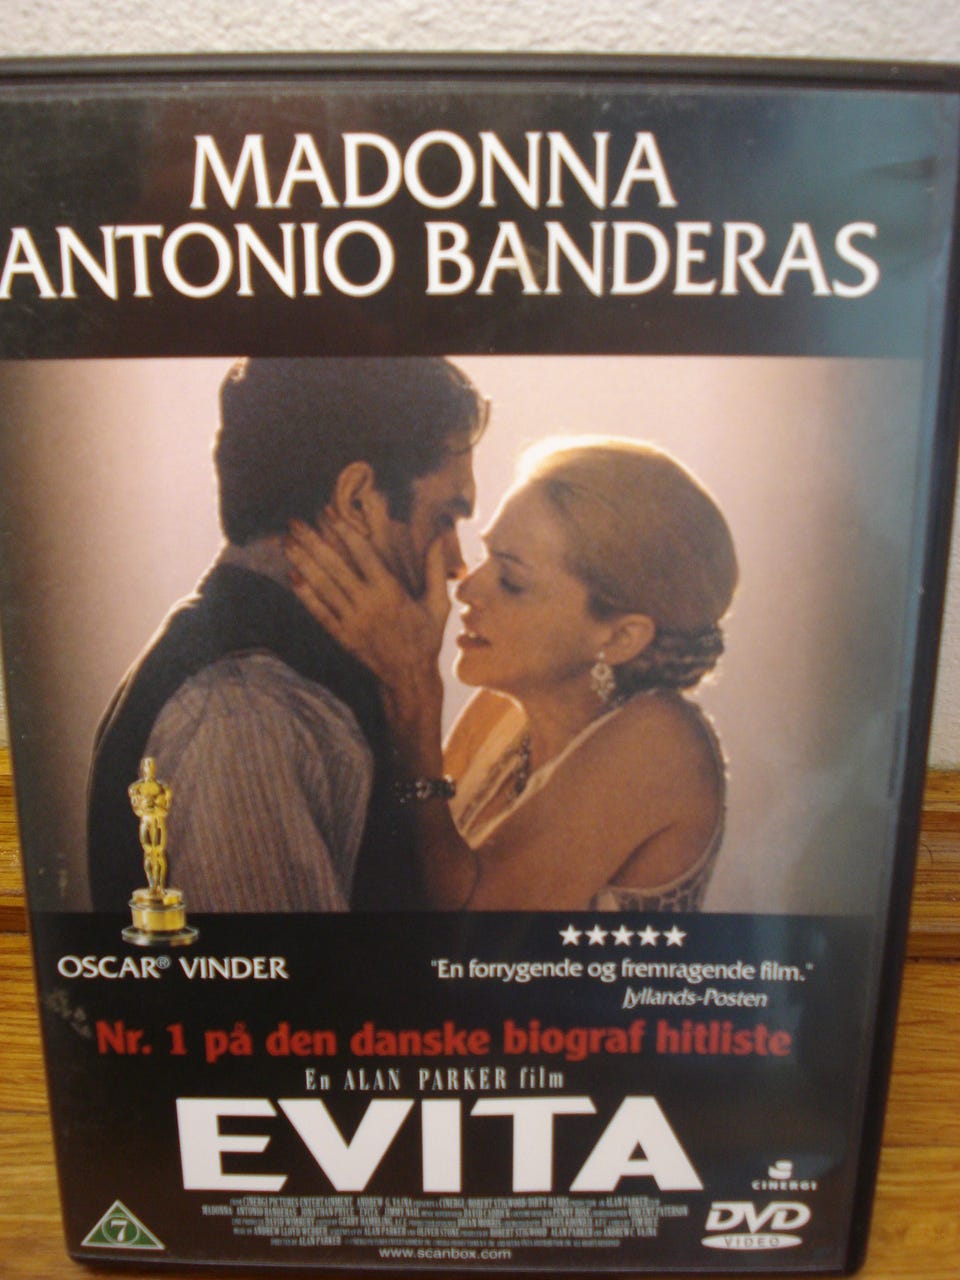 MADONNA
ANTONIO BANDERAS
★★★★★
OSCAR® VINDER
"En forrygende og fremragende film."
Jyllands-Posten
Nr. 1 på den danske biograf hitliste
En ALAN PARKER film
EVITA
CINERGI
7
DVD
VIDEO
www.scanbox.com